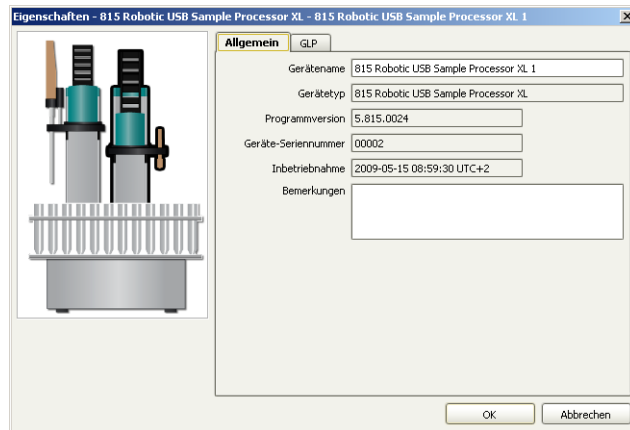 Eigenschaften - 815 Robotic USB Sample Processor XL - 815 Robotic USB Sample Processor XL 1
Allgemein GLP
Gerätename 815 Robotic USB Sample Processor XL 1
Gerätetyp 815 Robotic USB Sample Processor XL
Programmversion 5.815.0024
Geräte-Seriennummer 00002
Inbetriebnahme 2009-05-15 08:59:30 UTC+2
Bemerkungen
OK Abbrechen